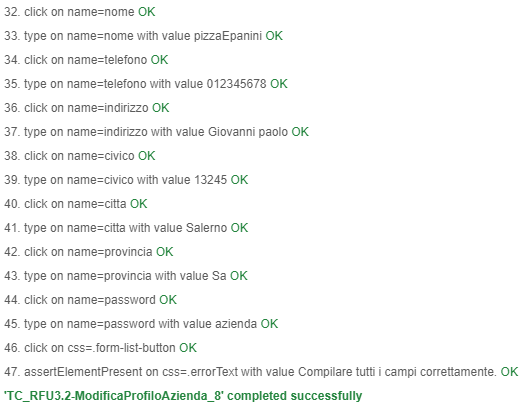 32. click on name=nome OK
33. type on name=nome with value pizzaEpanini OK
34. click on name=telefono OK
35. type on name=telefono with value 012345678 OK
36. click on name=indirizzo OK
37. type on name=indirizzo with value Giovanni paolo OK
38. click on name=civico OK
39. type on name=civico with value 13245 OK
40. click on name=citta OK
41. type on name=citta with value Salerno OK
42. click on name=provincia OK
43. type on name=provincia with value Sa OK
44. click on name=password OK
45. type on name=password with value azienda OK
46. click on css=.form-list-button OK
47. assertElementPresent on css=.errorText with value Compilare tutti i campi correttamente. OK
'TC_RFU3.2-ModificaProfiloAzienda_8' completed successfully